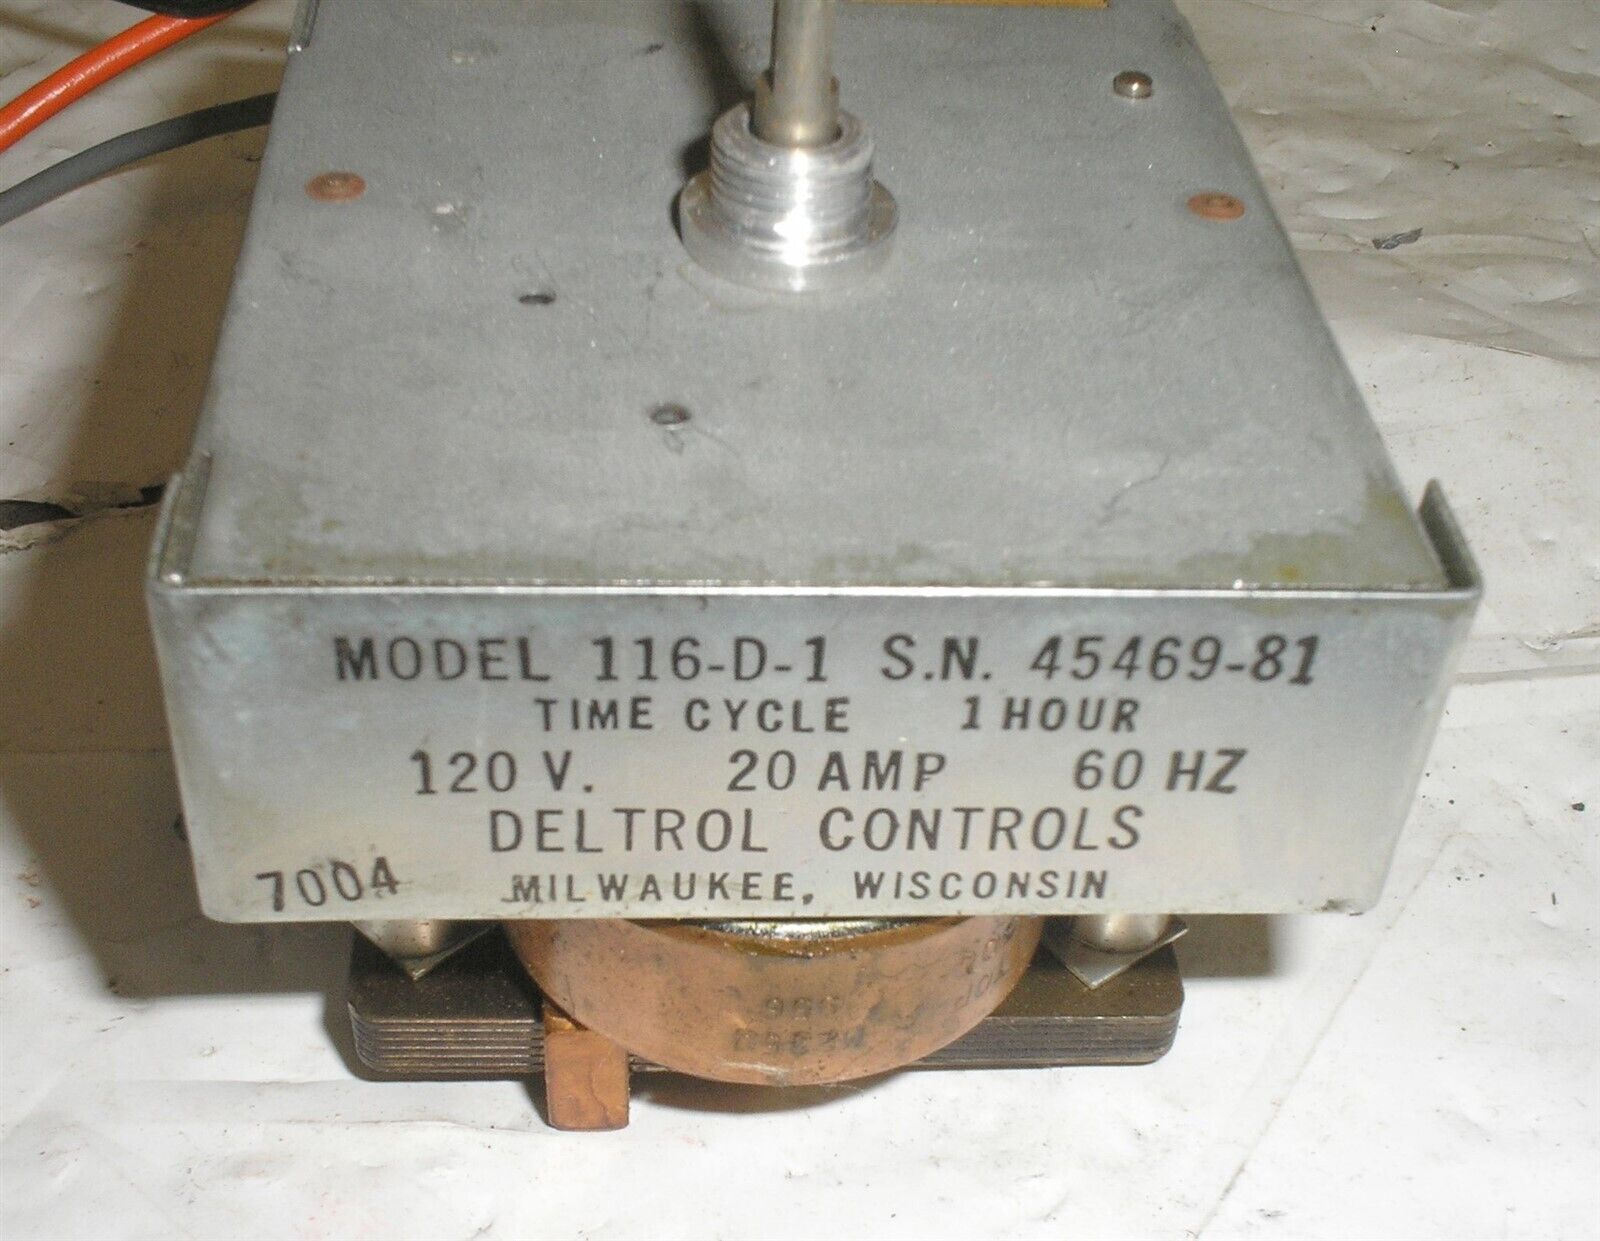 MODEL 116-D-1 S.N. 45469-81
TIME CYCLE 1 HOUR
120 V. 20 AMP 60 HZ
DELTROL CONTROLS
7004 MILWAUKEE, WISCONSIN